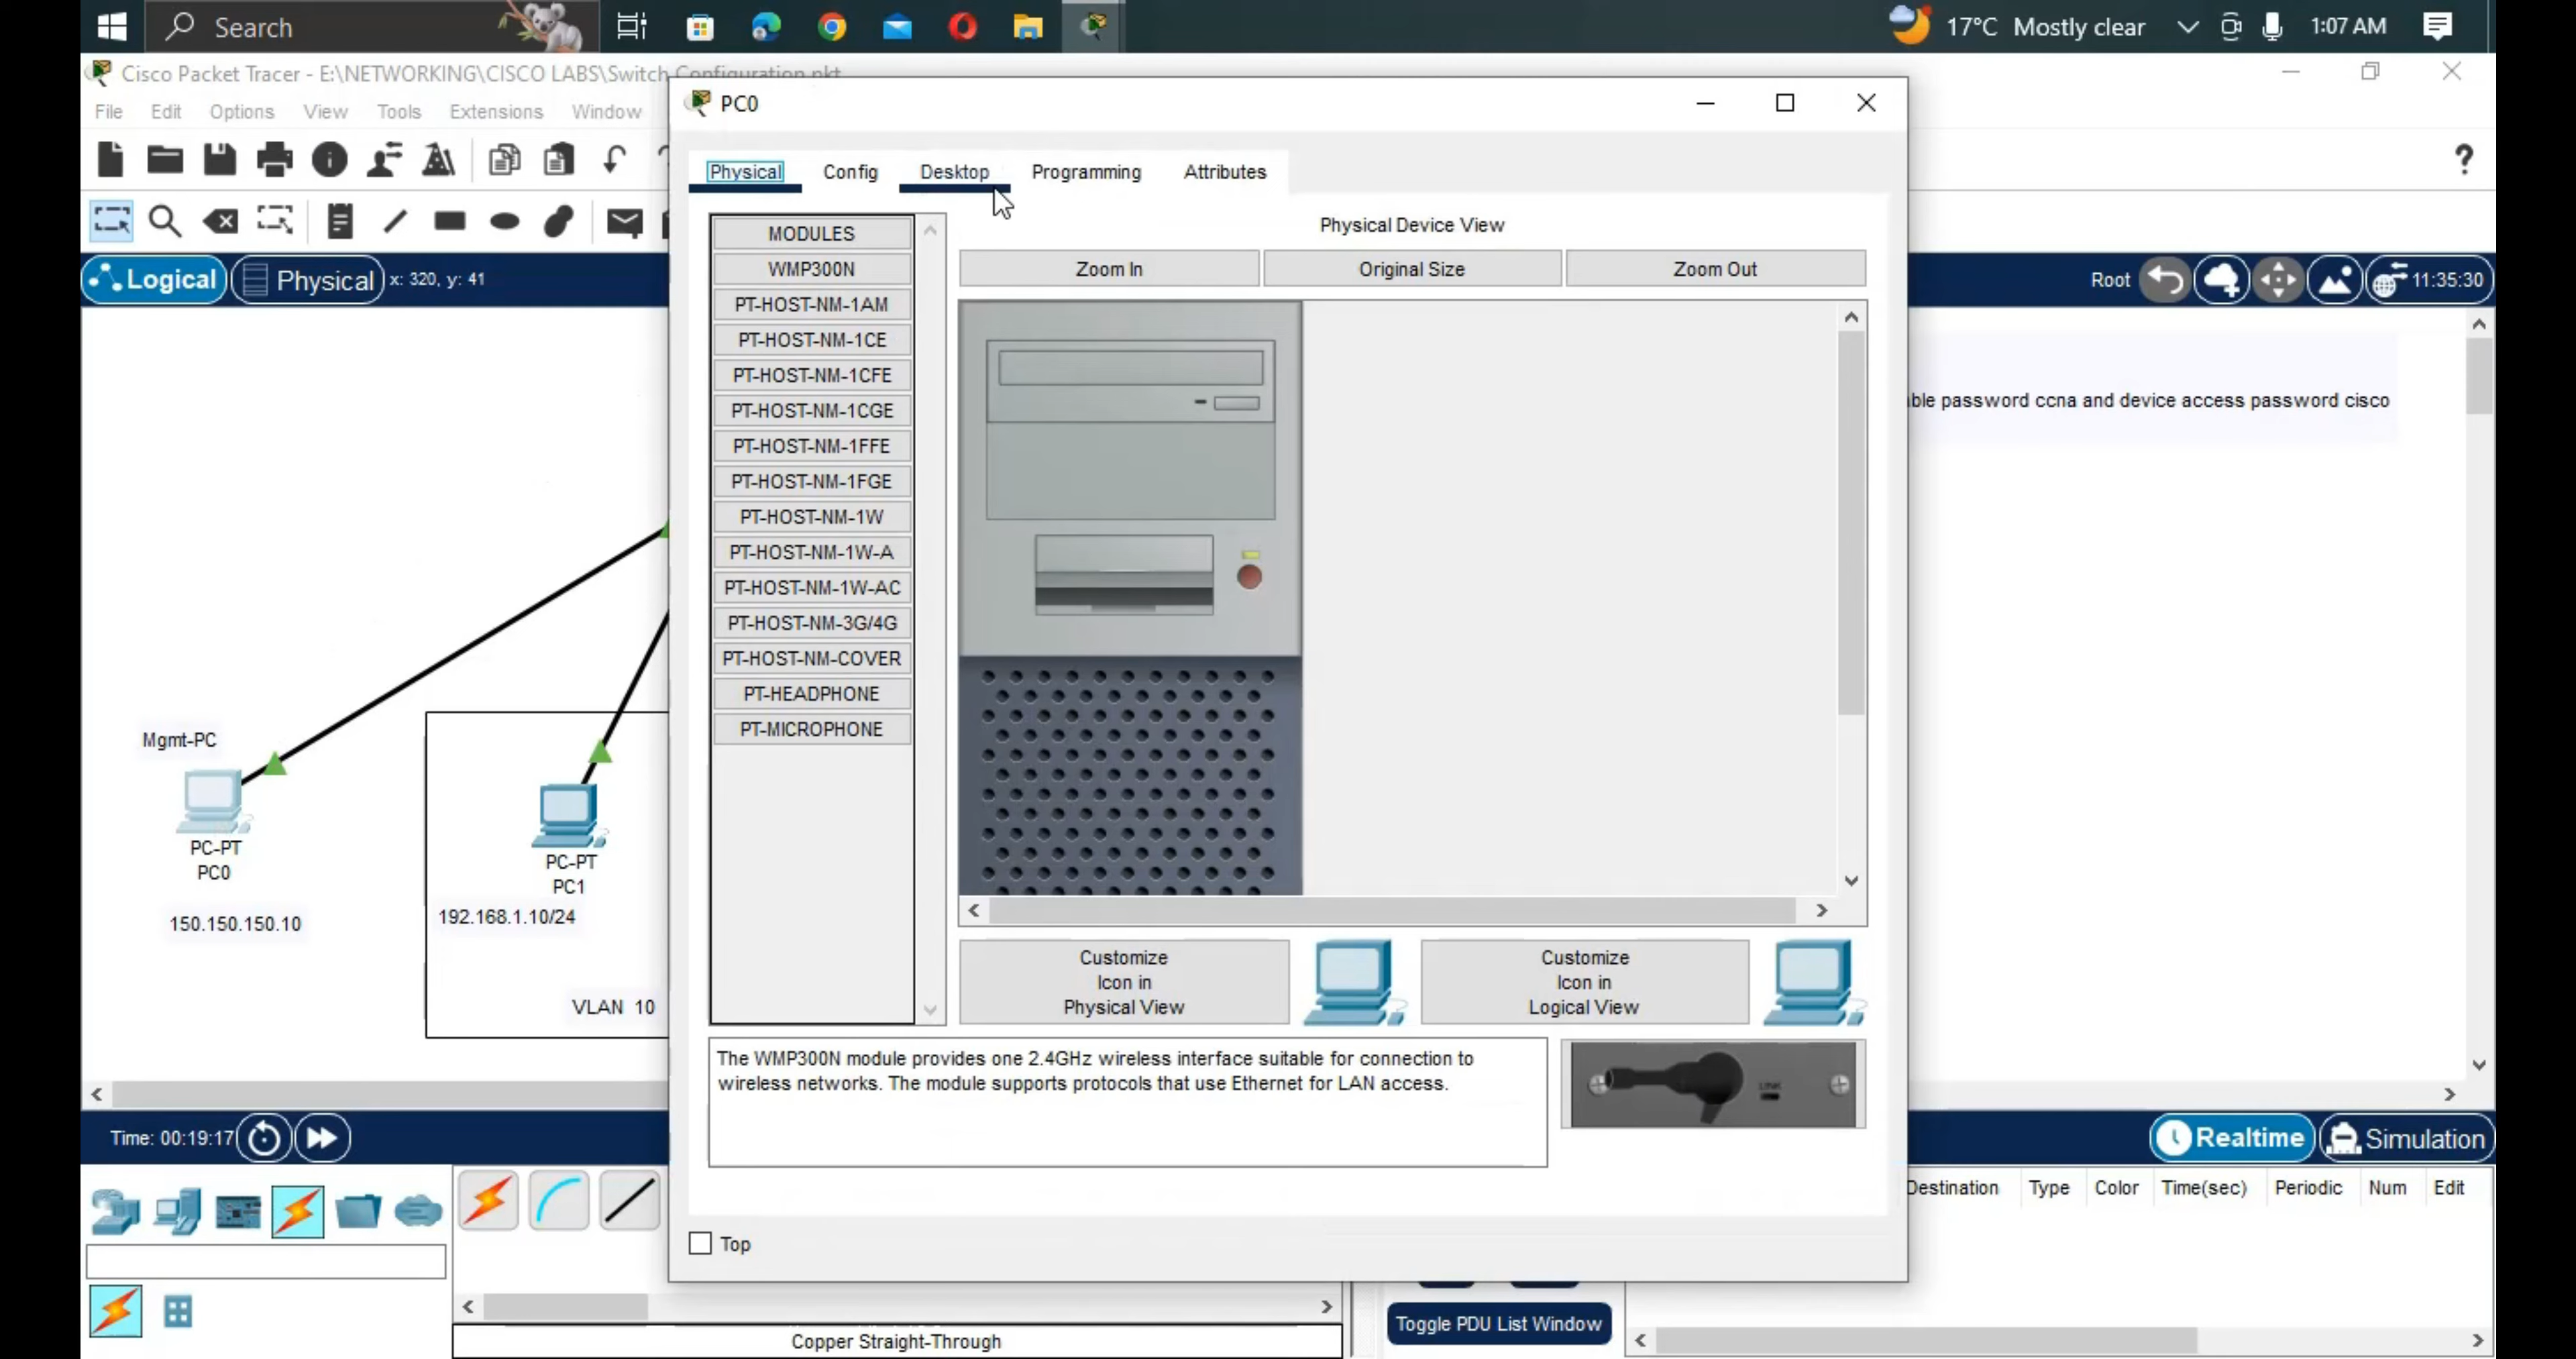 Search
17°C Mostly clear
1:07 AM
Cisco Packet Tracer - E:\NETWORKING\CISCO LABS\Switch Configuration.pkt
File Edit Options View Tools Extensions Window
PC0
Physical Config Desktop Programming Attributes
Logical
Physical
x: 320, y: 41
Root
11:35:30
Physical Device View
Zoom In
Original Size
Zoom Out
MODULES
WMP300N
PT-HOST-NM-1AM
PT-HOST-NM-1CE
PT-HOST-NM-1CFE
PT-HOST-NM-1CGE
PT-HOST-NM-1FFE
PT-HOST-NM-1FGE
PT-HOST-NM-1W
PT-HOST-NM-1W-A
PT-HOST-NM-1W-AC
PT-HOST-NM-3G/4G
PT-HOST-NM-COVER
PT-HEADPHONE
PT-MICROPHONE
ble password ccna and device access password cisco
Mgmt-PC
PC-PT
PC0
150.150.150.10
PC-PT
PC1
192.168.1.10/24
VLAN 10
Customize
Icon in
Physical View
Customize
Icon in
Logical View
The WMP300N module provides one 2.4GHz wireless interface suitable for connection to
wireless networks. The module supports protocols that use Ethernet for LAN access.
LINK
Top
Time: 00:19:17
Realtime
Simulation
Destination Type Color Time(sec) Periodic Num Edit
Toggle PDU List Window
Copper Straight-Through